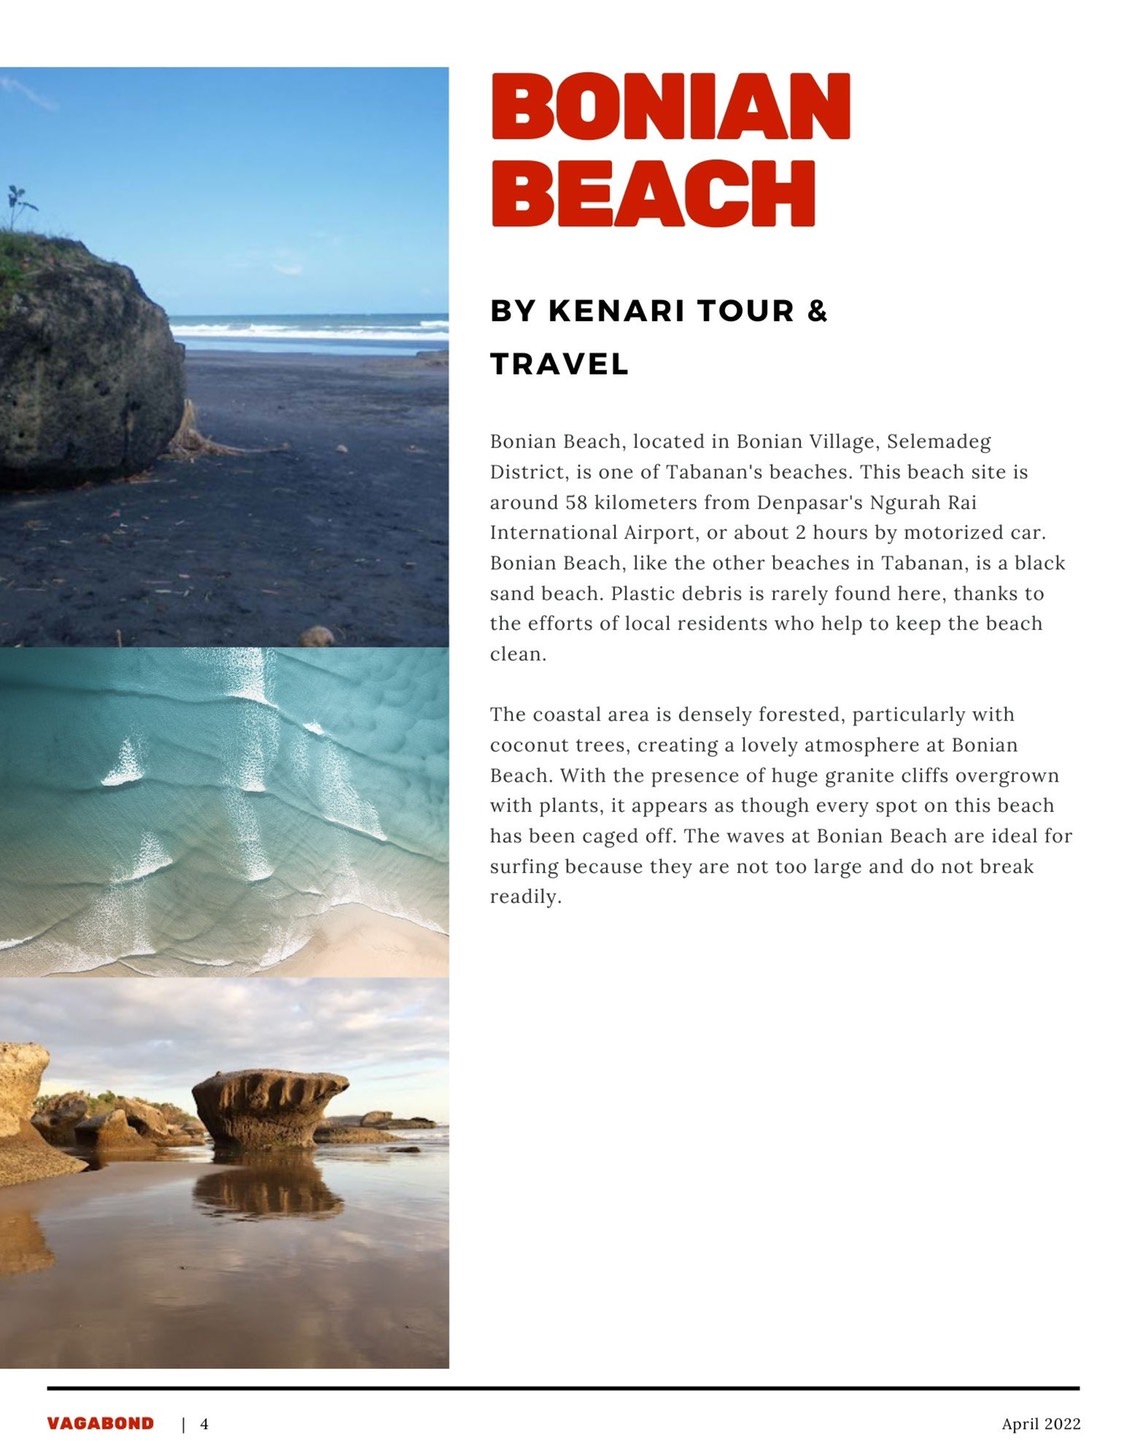 BONIAN
BEACH
BY KENARI TOUR &
TRAVEL
Bonian Beach, located in Bonian Village, Selemadeg
District, is one of Tabanan's beaches. This beach site is
around 58 kilometers from Denpasar's Ngurah Rai
International Airport, or about 2 hours by motorized car.
Bonian Beach, like the other beaches in Tabanan, is a black
sand beach. Plastic debris is rarely found here, thanks to
the efforts of local residents who help to keep the beach
clean.
The coastal area is densely forested, particularly with
coconut trees, creating a lovely atmosphere at Bonian
Beach. With the presence of huge granite cliffs overgrown
with plants, it appears as though every spot on this beach
has been caged off. The waves at Bonian Beach are ideal for
surfing because they are not too large and do not break
readily.
VAGABOND | 4
April 2022